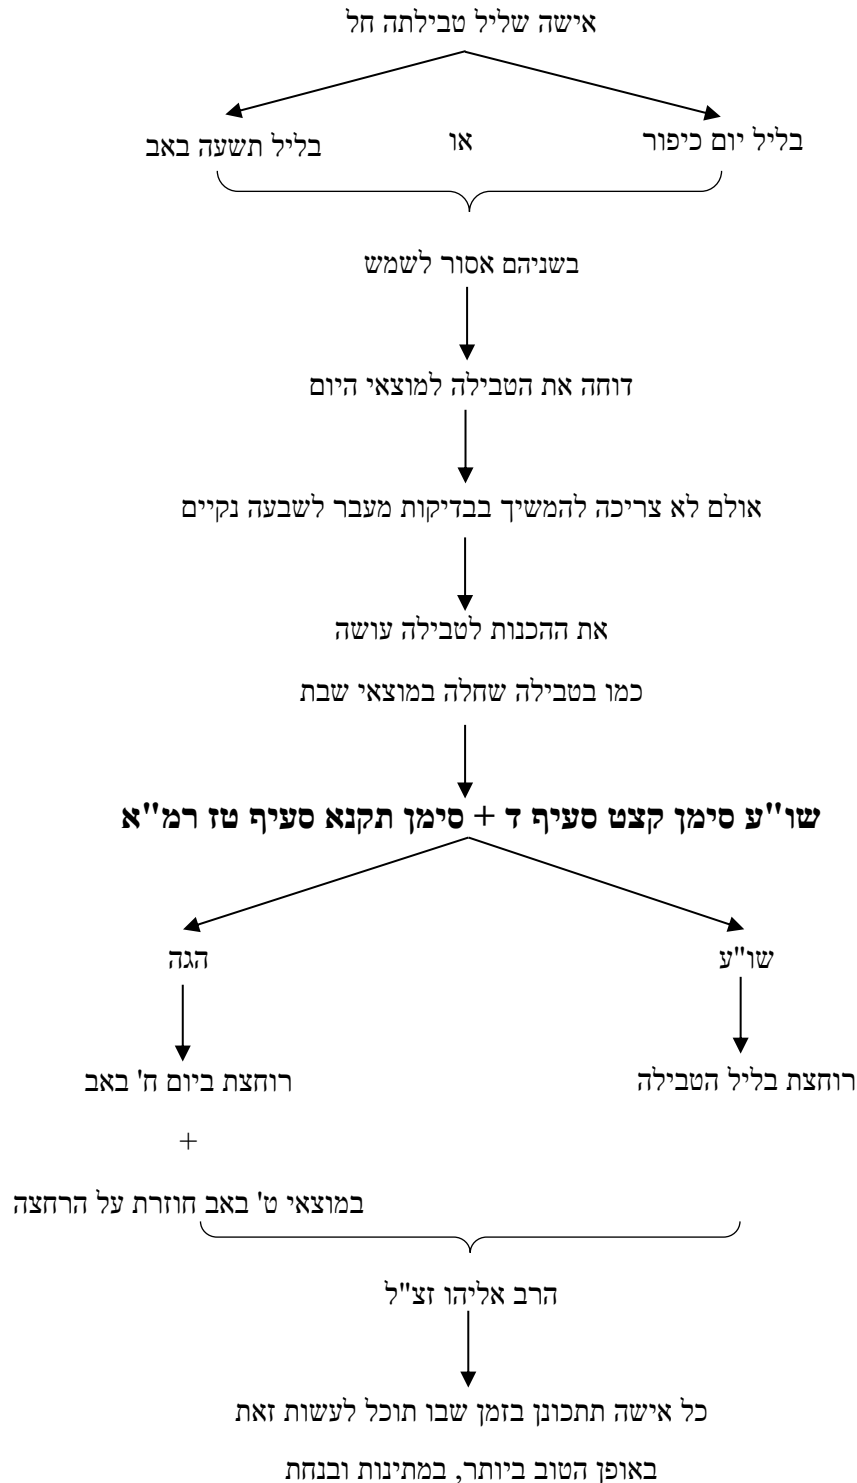 אישה שליל טבילתה חל
בליל יום כיפור או בליל תשעה באב
בשניהם אסור לשמש
דוחה את הטבילה למוצאי היום
אולם לא צריכה להמשיך בבדיקות מעבר לשבעה נקיים
את ההכנות לטבילה עושה
כמו בטבילה שחלה במוצאי שבת
שו"ע סימן קצט סעיף ד + סימן תקנא סעיף טז רמ"א
שו"ע הגה
רוחצת בליל הטבילה רוחצת ביום ח' באב
+
במוצאי ט' באב חוזרת על הרחצה
הרב אליהו זצ"ל
כל אישה תתכונן בזמן שבו תוכל לעשות זאת
באופן הטוב ביותר, במתינות ובנחת